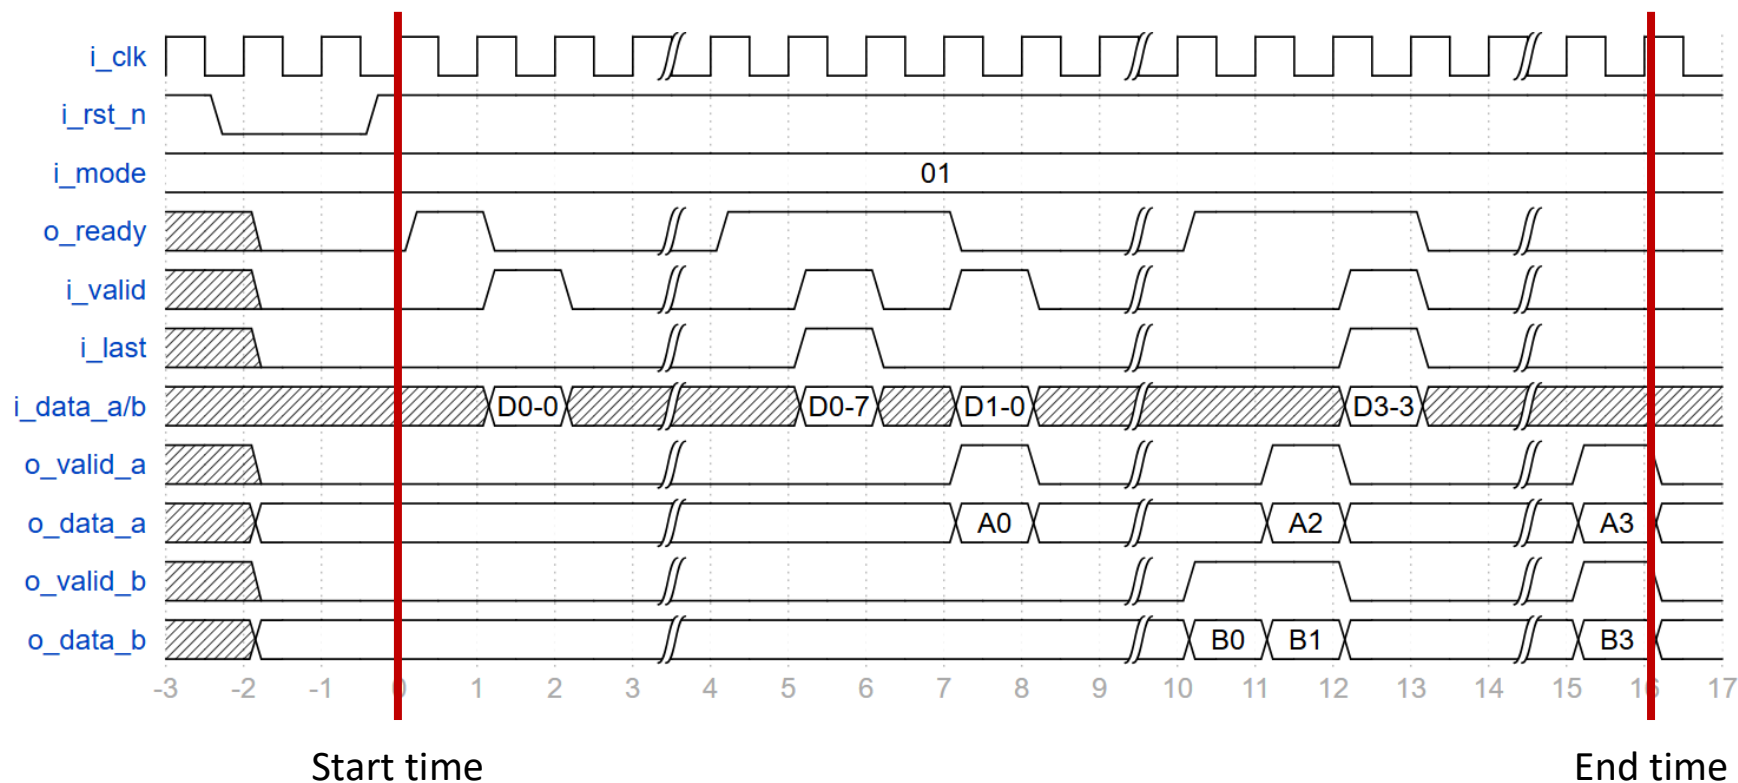 i_clk
i_rst_n
i_mode 01
o_ready
i_valid
i_last
i_data_a/b D0-0 D0-7 D1-0 D3-3
o_valid_a
o_data_a A0 A2 A3
o_valid_b
o_data_b B0 B1 B3
-3 -2 -1 0 1 2 3 4 5 6 7 8 9 10 11 12 13 14 15 16 17
Start time End time